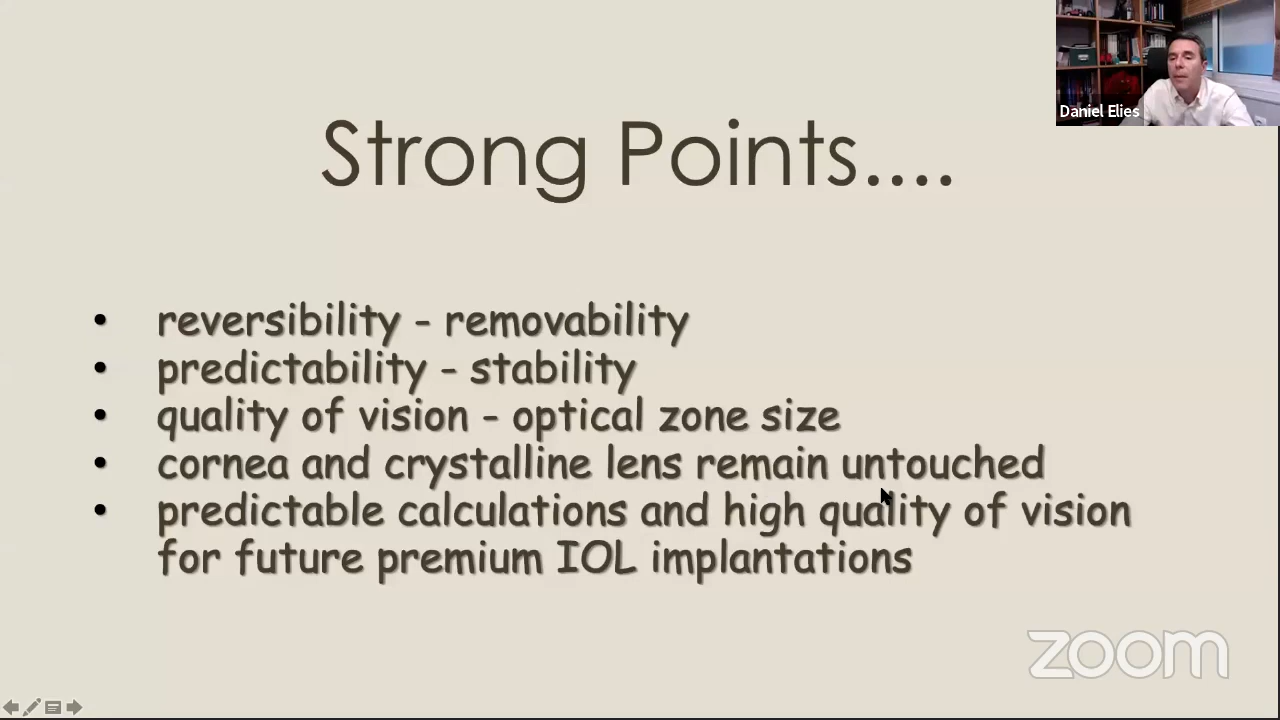 Daniel Elies
Strong Points....
• reversibility - removability
• predictability - stability
• quality of vision - optical zone size
• cornea and crystalline lens remain untouched
• predictable calculations and high quality of vision
for future premium IOL implantations
zoom